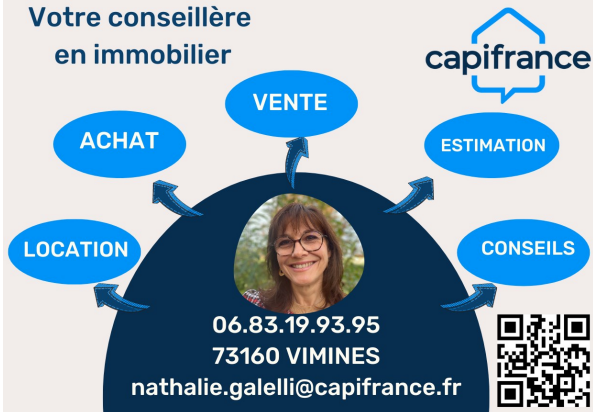 Votre conseillère
en immobilier
capifrance
VENTE
ACHAT
ESTIMATION
LOCATION
CONSEILS
06.83.19.93.95
73160 VIMINES
nathalie.galelli@capifrance.fr